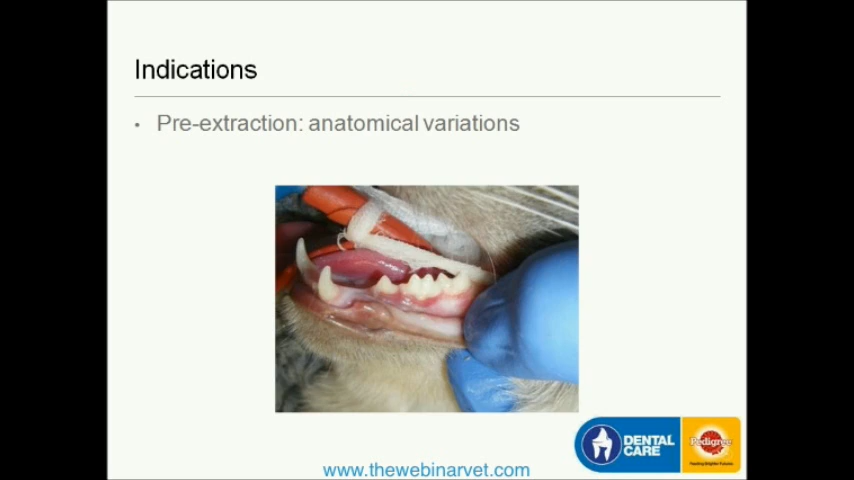 Indications
• Pre-extraction: anatomical variations
DENTAL
CARE
Pedigree
www.thewebinarvet.com